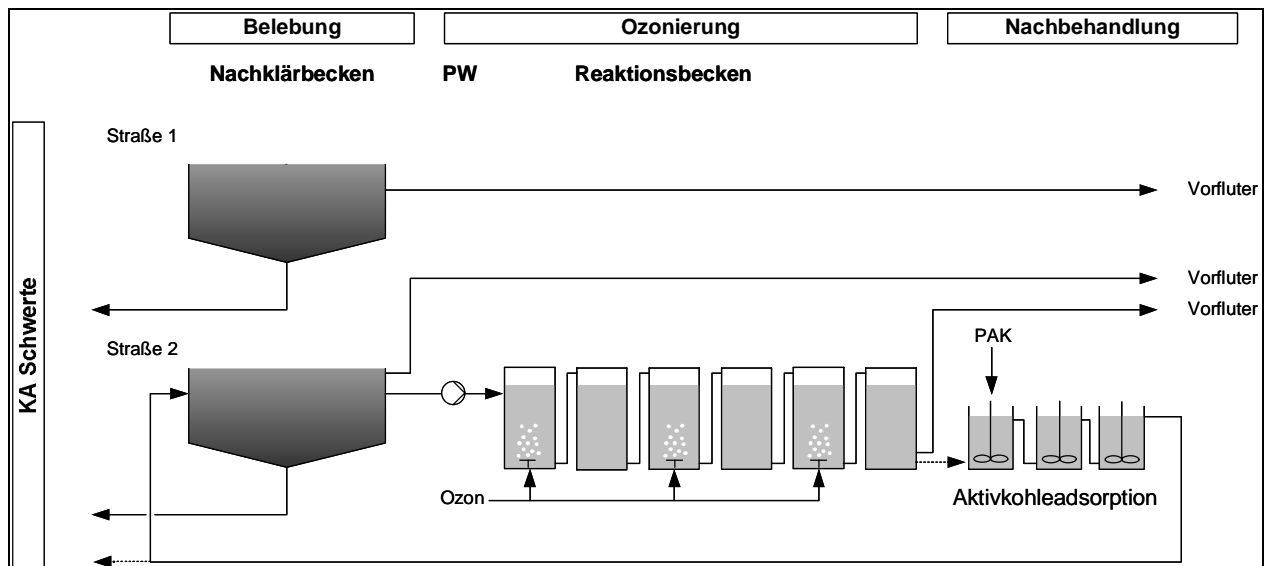 Belebung
Ozonierung
Nachbehandlung
Nachklärbecken
PW
Reaktionsbecken
Straße 1
Vorfluter
Vorfluter
Vorfluter
Straße 2
PAK
KA Schwerte
Ozon
Aktivkohleadsorption